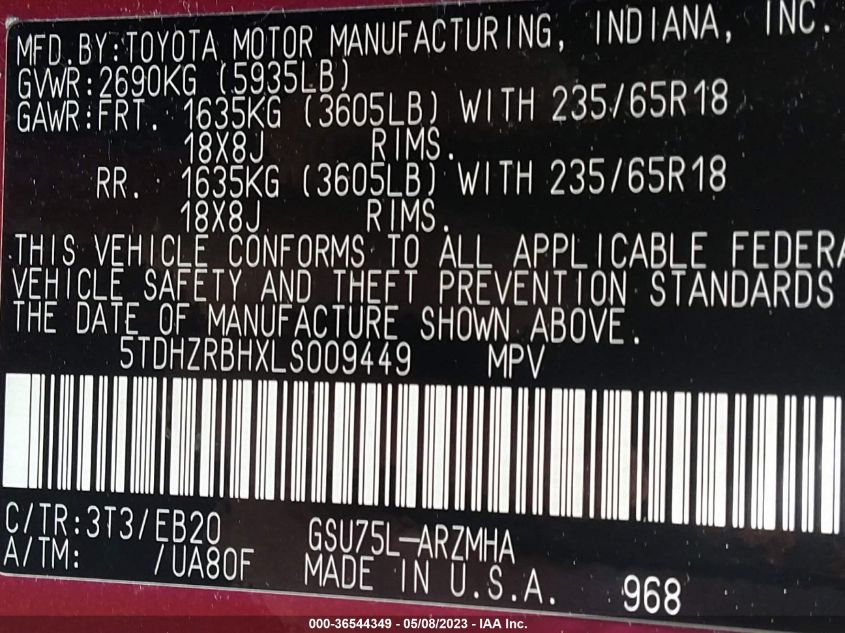 MFD.BY:TOYOTA MOTOR MANUFACTURING, INDIANA, INC.
GVWR:2690KG (5935LB)
GAWR:FRT. 1635KG (3605LB) WITH 235/65R18
18X8J RIMS.
RR. 1635KG (3605LB) WITH 235/65R18
18X8J RIMS.
THIS VEHICLE CONFORMS TO ALL APPLICABLE FEDERA
VEHICLE SAFETY AND THEFT PREVENTION STANDARDS
THE DATE OF MANUFACTURE SHOWN ABOVE.
5TDHZRBHXLS009449 MPV
C/TR:3T3/EB20 GSU75L-ARZMHA
A/TM: /UA80F MADE IN U.S.A. 968
000-36544349 - 05/08/2023 - IAA Inc.